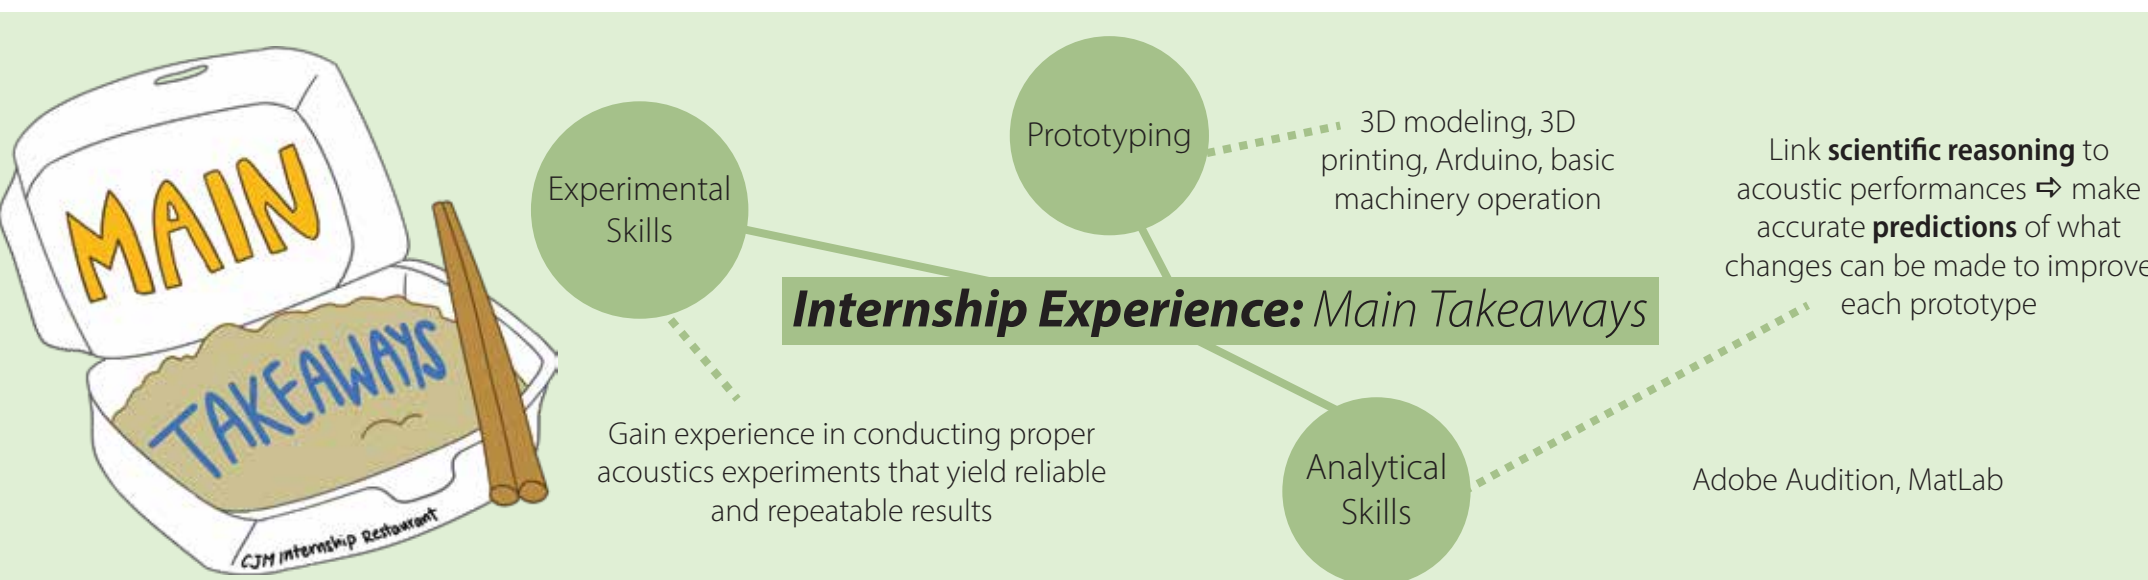 MAIN
TAKEAWAYS
CJM Internship Restaurant
Experimental
Skills
Gain experience in conducting proper
acoustics experiments that yield reliable
and repeatable results
Prototyping
3D modeling, 3D
printing, Arduino, basic
machinery operation
Internship Experience: Main Takeaways
Analytical
Skills
Link scientific reasoning to
acoustic performances ➪ make
accurate predictions of what
changes can be made to improve
each prototype
Adobe Audition, MatLab